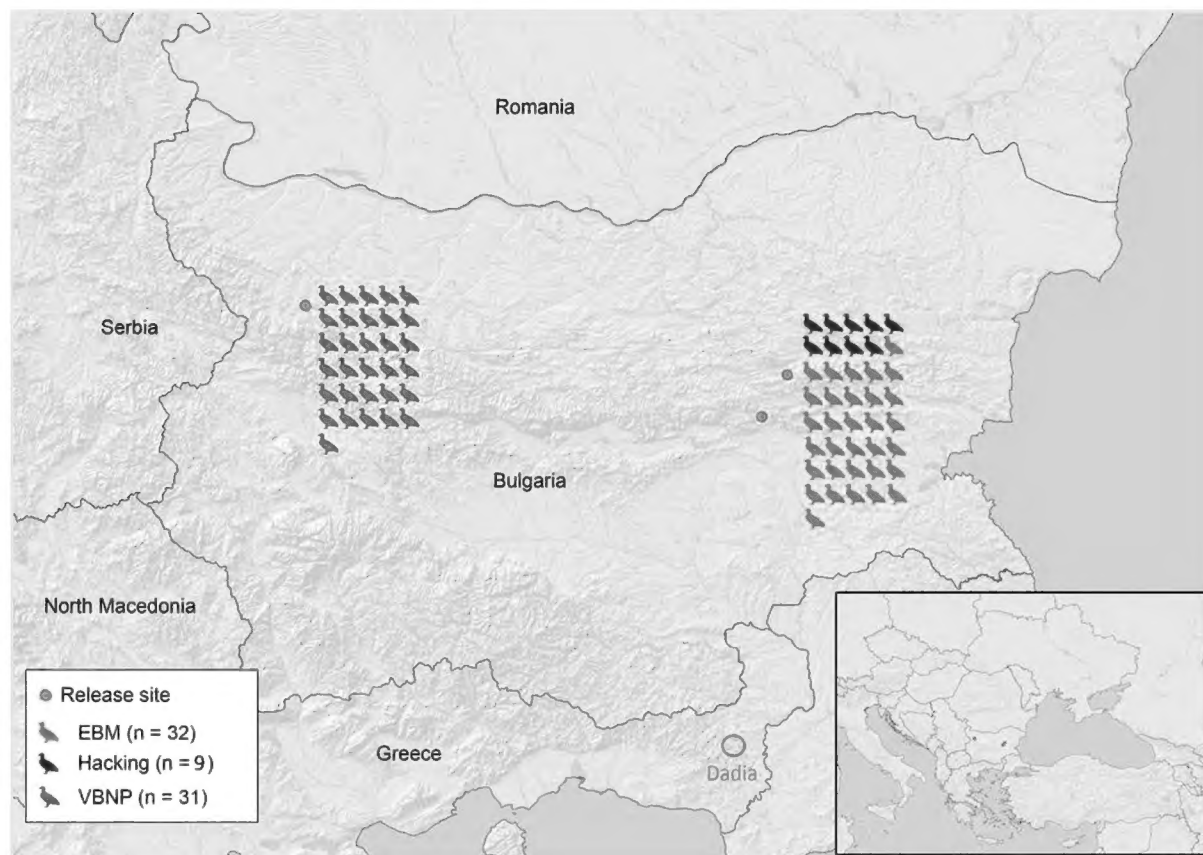 Romania
Serbia
Bulgaria
North Macedonia
Greece
Dadia
Release site
EBM (n = 32)
Hacking (n = 9)
VBNP (n = 31)